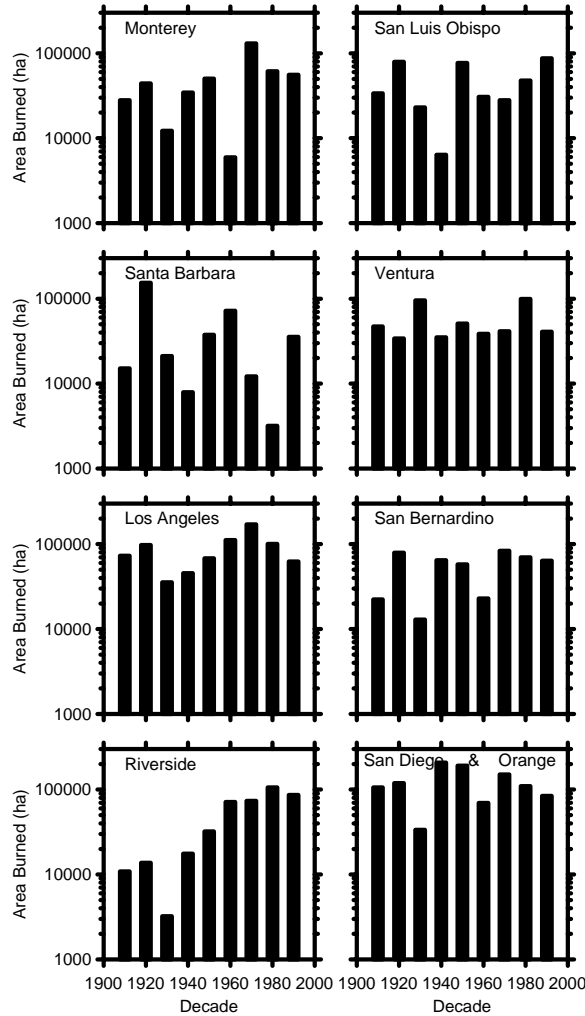 Monterey
San Luis Obispo
Area Burned (ha)
100000
10000
1000
Santa Barbara
Ventura
Area Burned (ha)
100000
10000
1000
Los Angeles
San Bernardino
Area Burned (ha)
100000
10000
1000
Riverside
San Diego & Orange
Area Burned (ha)
100000
10000
1000
1900 1920 1940 1960 1980 2000
1920 1940 1960 1980 2000
Decade
Decade